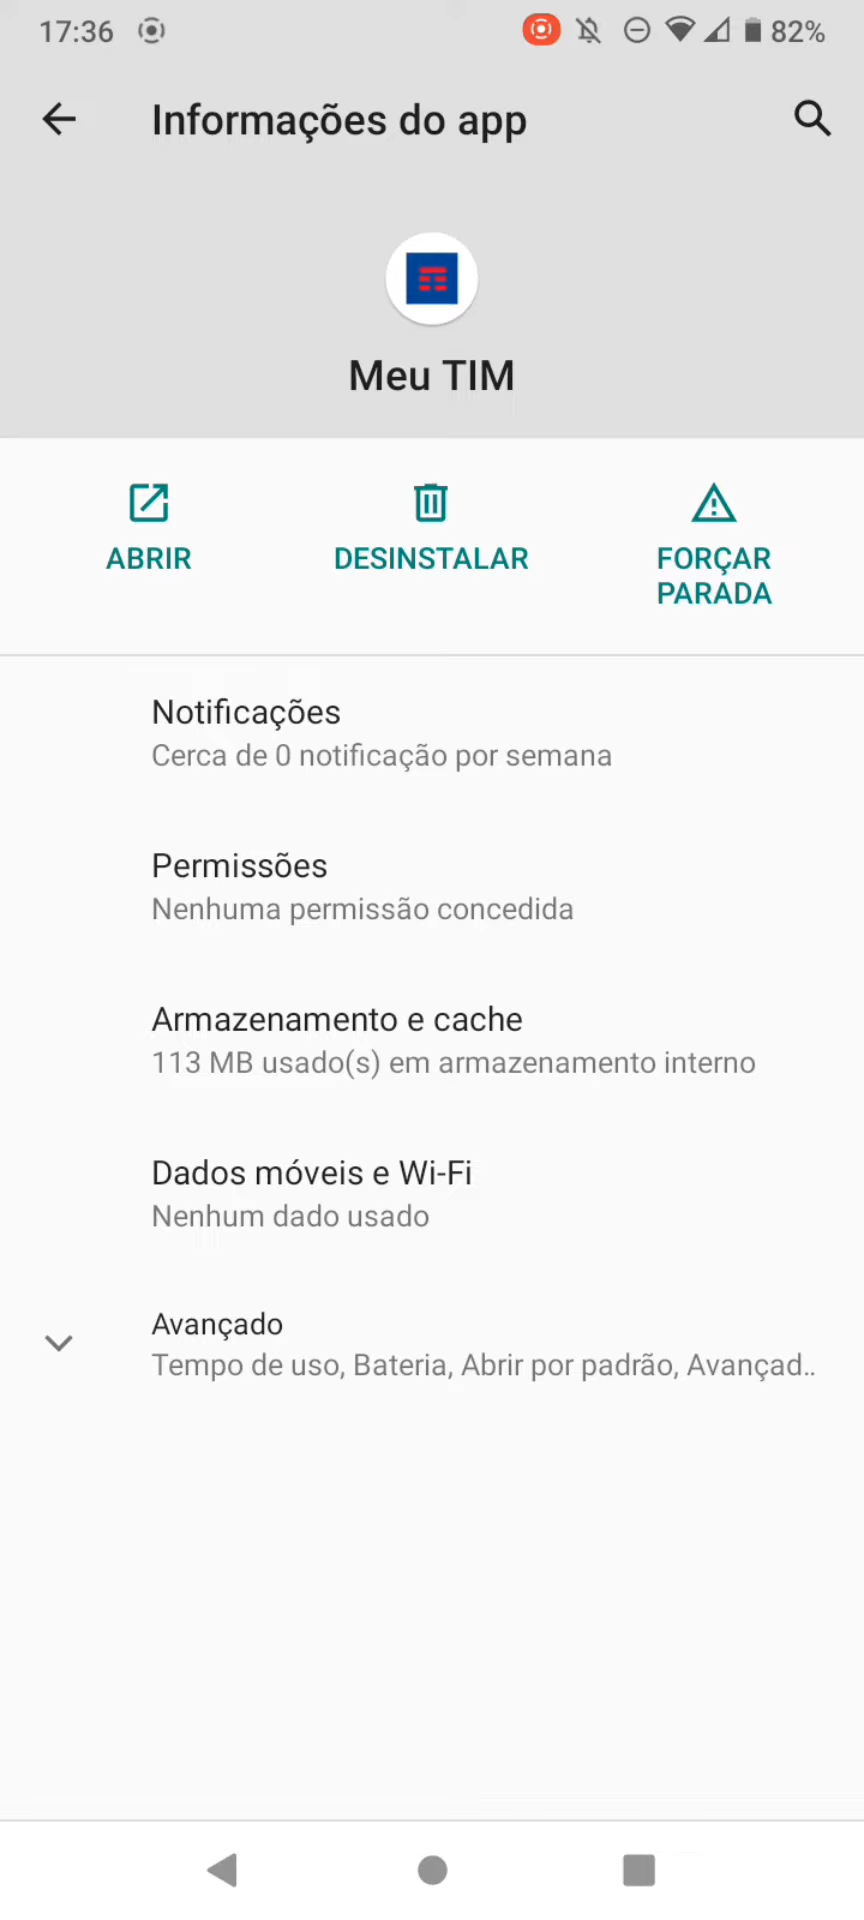 17:36
82%
Informações do app
Meu TIM
ABRIR
DESINSTALAR
FORÇAR
PARADA
Notificações
Cerca de 0 notificação por semana
Permissões
Nenhuma permissão concedida
Armazenamento e cache
113 MB usado(s) em armazenamento interno
Dados móveis e Wi-Fi
Nenhum dado usado
Avançado
Tempo de uso, Bateria, Abrir por padrão, Avançad..